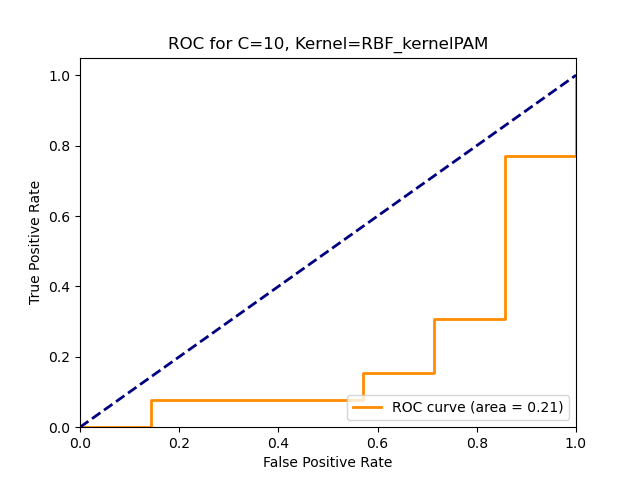 ROC for C=10, Kernel=RBF_kernelPAM
True Positive Rate
1.0
0.8
0.6
0.4
0.2
0.0
ROC curve (area = 0.21)
0.0 0.2 0.4 0.6 0.8 1.0
False Positive Rate